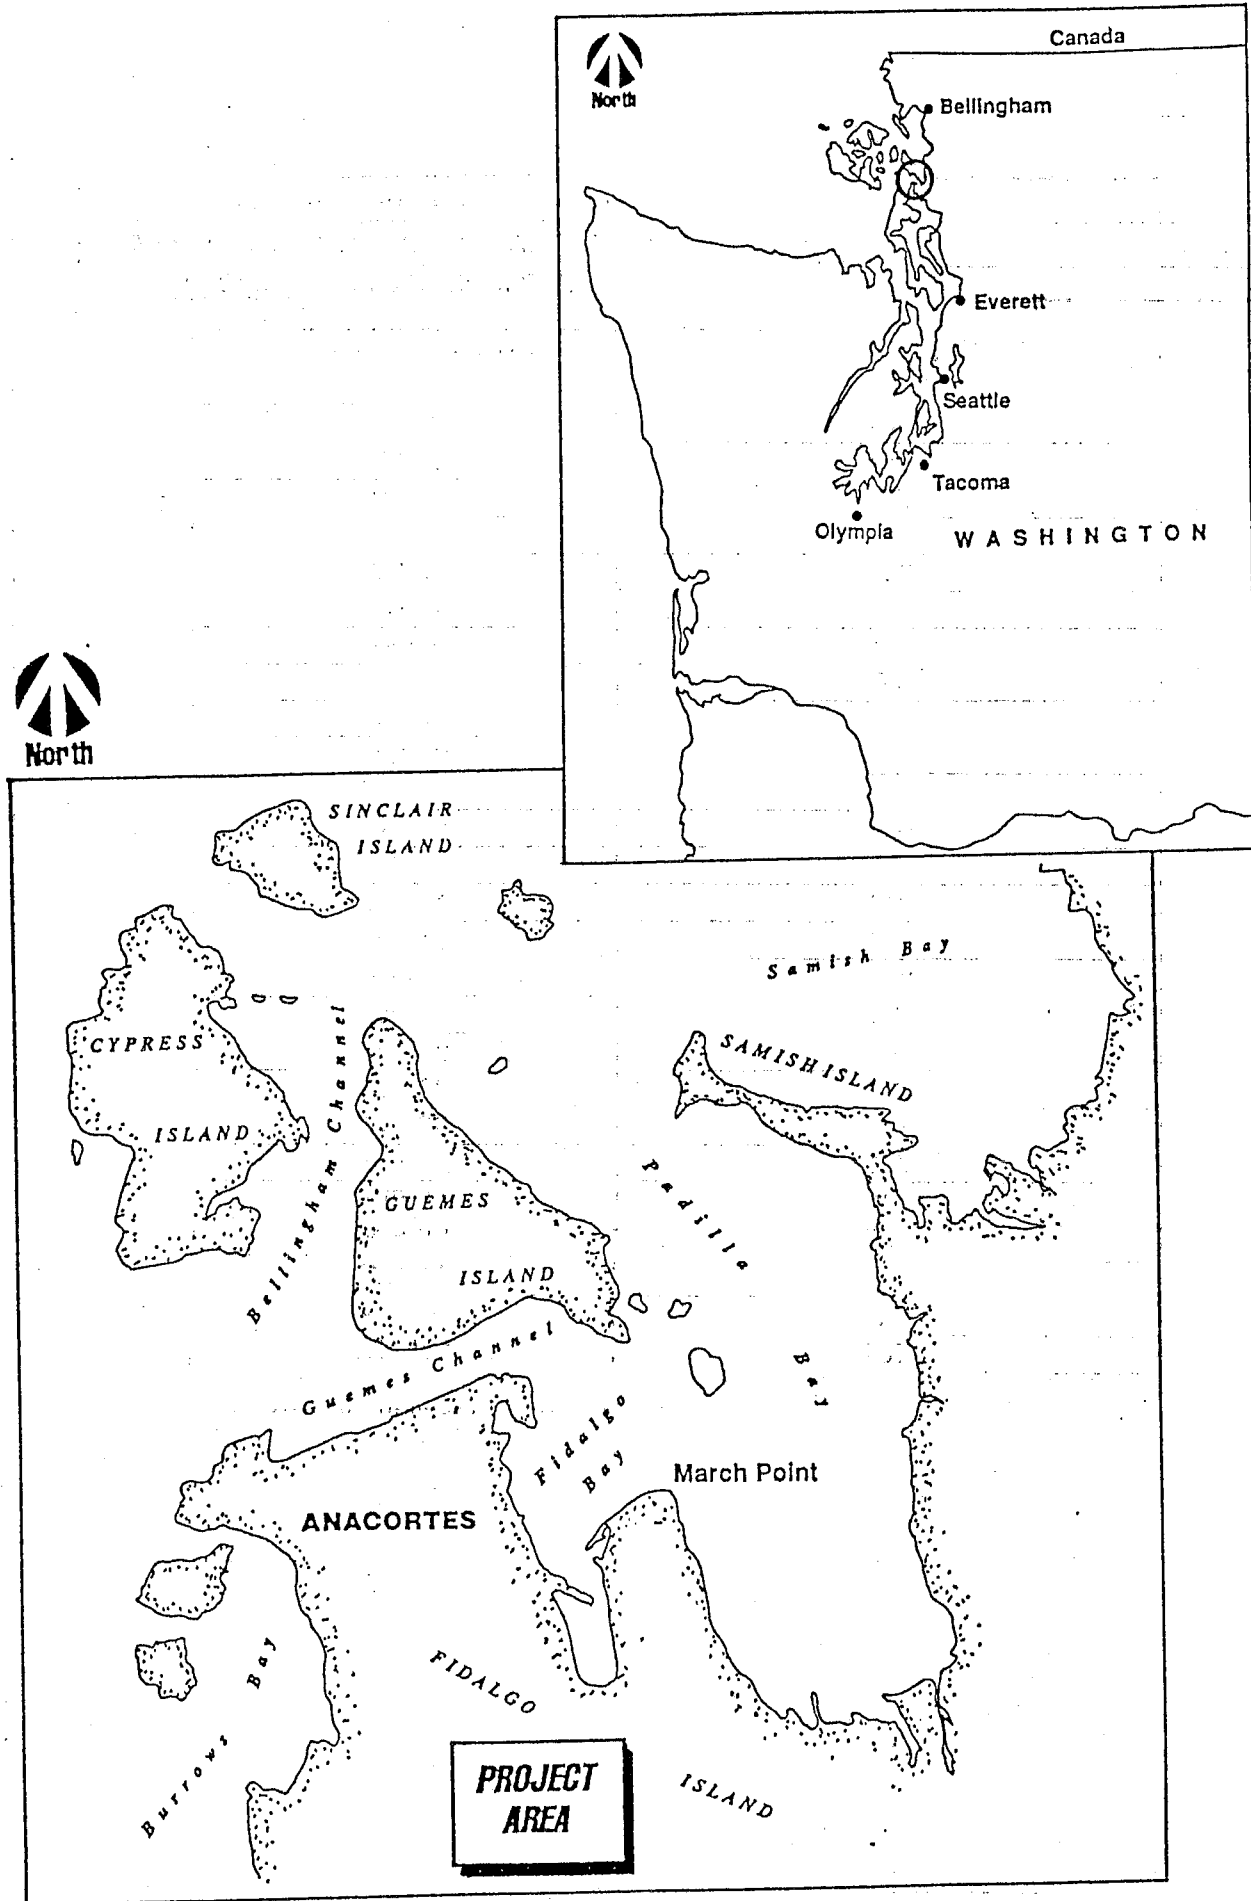 North
Canada
Bellingham
Everett
Seattle
Tacoma
Olympia
WASHINGTON
North
SINCLAIR
ISLAND
Samish Bay
CYPRESS
ISLAND
Bellingham Channel
SAMISH ISLAND
GUEMES
ISLAND
Padilla
Bay
Guemes Channel
Fidalgo
Bay
March Point
ANACORTES
Burrows Bay
FIDALGO
ISLAND
PROJECT
AREA